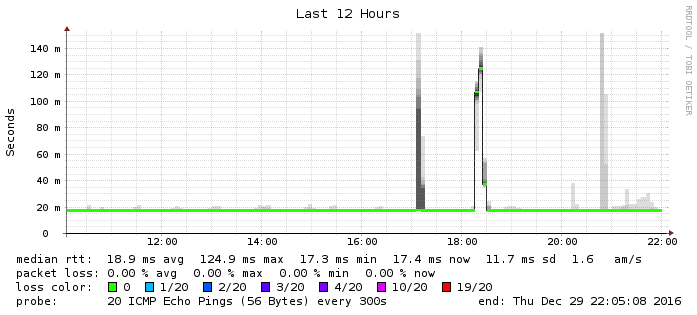 Last 12 Hours
RRDTOOL / TOBI OETIKER
Seconds
140 m
120 m
100 m
80 m
60 m
40 m
20 m
0
12:00 14:00 16:00 18:00 20:00 22:00
median rtt: 18.9 ms avg 124.9 ms max 17.3 ms min 17.4 ms now 11.7 ms sd 1.6 am/s
packet loss: 0.00 % avg 0.00 % max 0.00 % min 0.00 % now
loss color: 0 1/20 2/20 3/20 4/20 10/20 19/20
probe: 20 ICMP Echo Pings (56 Bytes) every 300s end: Thu Dec 29 22:05:08 2016